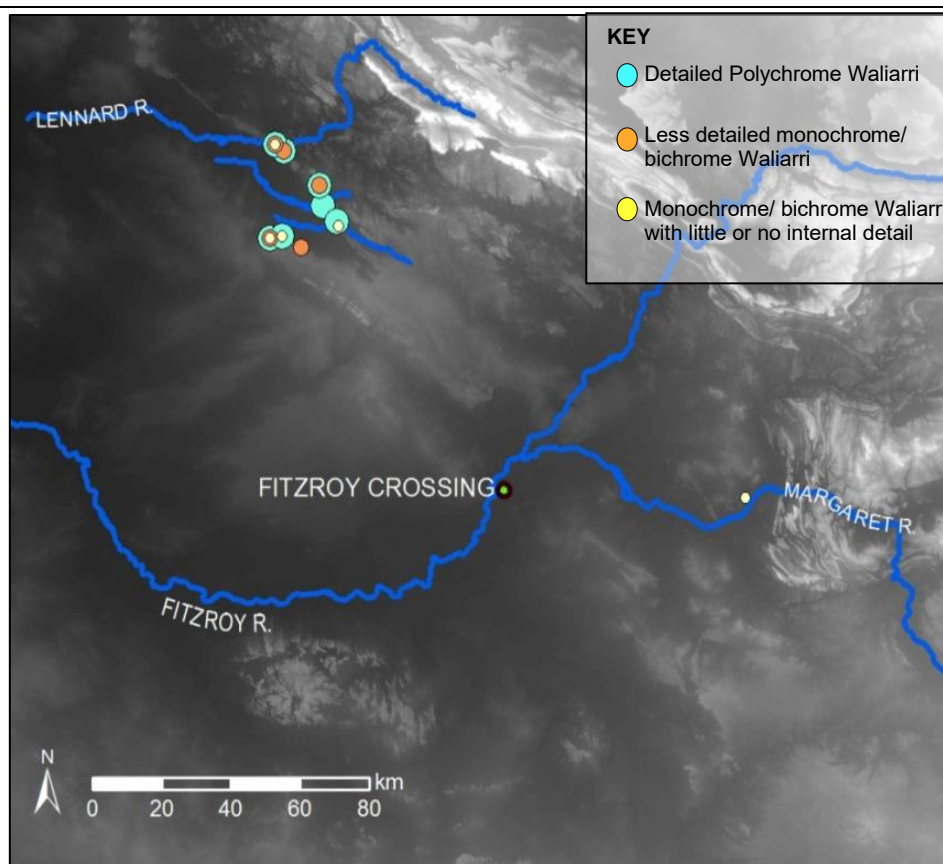 KEY
Detailed Polychrome Waliarri
Less detailed monochrome/
bichrome Waliarri
Monochrome/ bichrome Waliarr
with little or no internal detail
LENNARD R.
FITZROY CROSSING
MARGARET R.
FITZROY R.
N
km
0 20 40 60 80